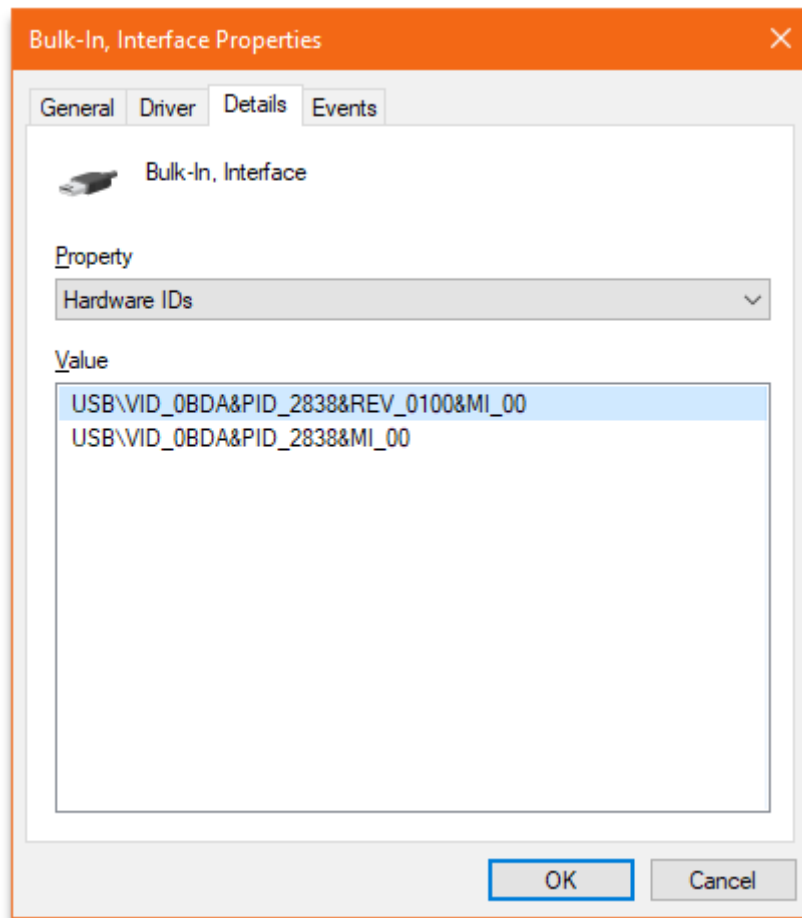 Bulk-In, Interface Properties
General Driver Details Events
Bulk-In, Interface
Property
Hardware IDs
Value
USB\VID_0BDA&PID_2838&REV_0100&MI_00
USB\VID_0BDA&PID_2838&MI_00
OK Cancel